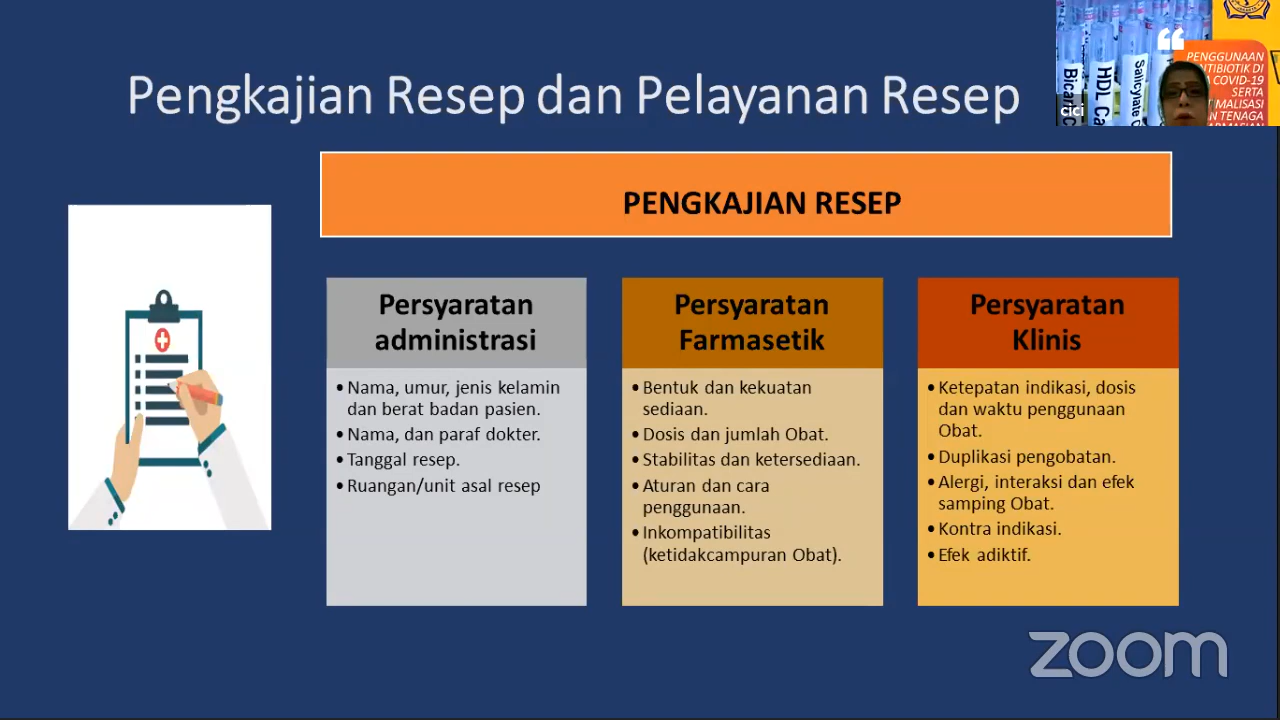 Pengkajian Resep dan Pelayanan Resep
PENGKAJIAN RESEP
Persyaratan
administrasi
• Nama, umur, jenis kelamin
dan berat badan pasien.
• Nama, dan paraf dokter.
• Tanggal resep.
• Ruangan/unit asal resep
Persyaratan
Farmasetik
• Bentuk dan kekuatan
sediaan.
• Dosis dan jumlah Obat.
• Stabilitas dan ketersediaan.
• Aturan dan cara
penggunaan.
• Inkompatibilitas
(ketidakcampuran Obat).
Persyaratan
Klinis
• Ketepatan indikasi, dosis
dan waktu penggunaan
Obat.
• Duplikasi pengobatan.
• Alergi, interaksi dan efek
samping Obat.
• Kontra indikasi.
• Efek adiktif.
PENGGUNAAN
COVID-19
SERTA
TENAGA
HDL
cici
zoom